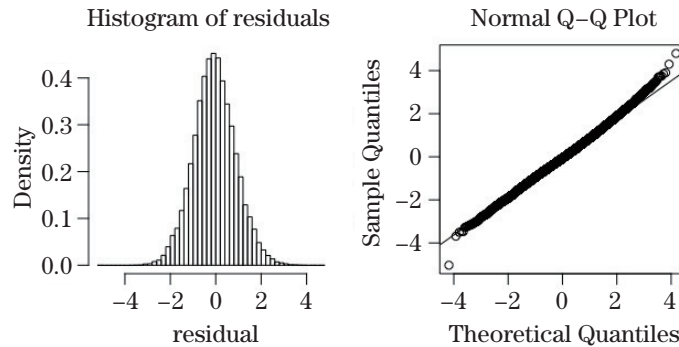 Histogram of residuals
Density
0.4
0.3
0.2
0.1
0.0
−4 −2 0 2 4
residual
Normal Q−Q Plot
Sample Quantiles
4
2
0
−2
−4
−4 −2 0 2 4
Theoretical Quantiles